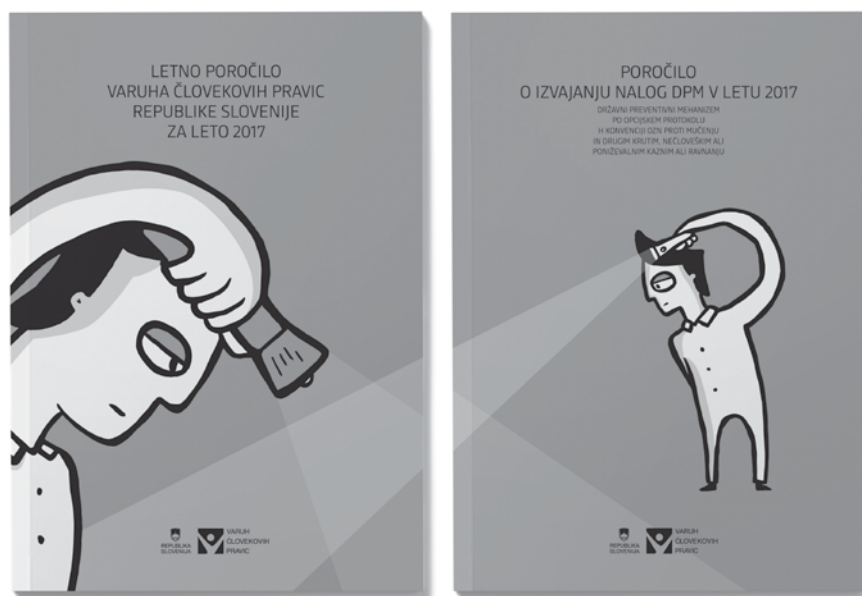 LETNO POROČILO
VARUHA ČLOVEKOVIH PRAVIC
REPUBLIKE SLOVENIJE
ZA LETO 2017
REPUBLIKA
SLOVENIJA
VARUH
ČLOVEKOVIH
PRAVIC
POROČILO
O IZVAJANJU NALOG DPM V LETU 2017
DRŽAVNI PREVENTIVNI MEHANIZEM
PO OPCIJSKEM PROTOKOLU
H KONVENCIJI OZN PROTI MUČENJU
IN DRUGIM KRUTIM, NEČLOVEŠKIM ALI
PONIŽEVALNIM KAZNIM ALI RAVNANJU
REPUBLIKA
SLOVENIJA
VARUH
ČLOVEKOVIH
PRAVIC